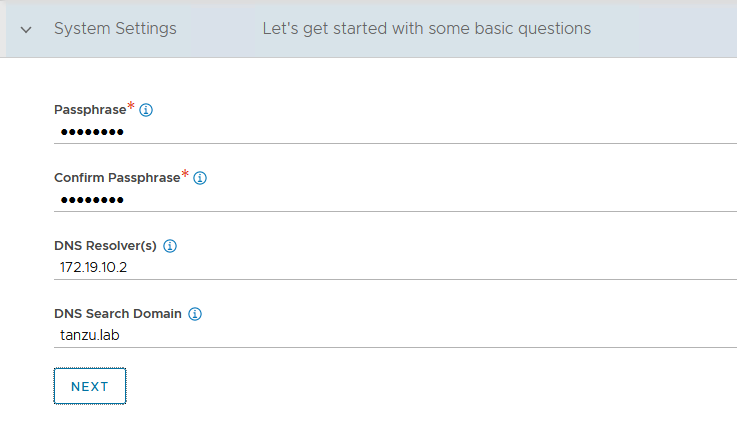 System Settings Let's get started with some basic questions
Passphrase*
••••••••
Confirm Passphrase*
••••••••
DNS Resolver(s)
172.19.10.2
DNS Search Domain
tanzu.lab
NEXT